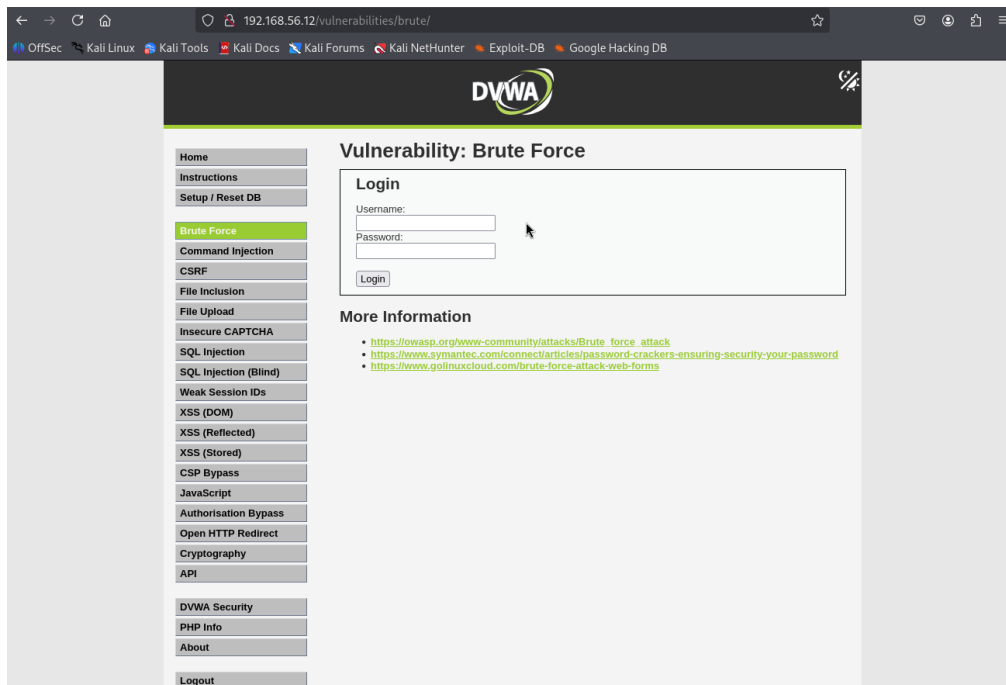 192.168.56.12/vulnerabilities/brute/
OffSec Kali Linux Kali Tools Kali Docs Kali Forums Kali NetHunter Exploit-DB Google Hacking DB
DVWA
Home
Instructions
Setup / Reset DB
Brute Force
Command Injection
CSRF
File Inclusion
File Upload
Insecure CAPTCHA
SQL Injection
SQL Injection (Blind)
Weak Session IDs
XSS (DOM)
XSS (Reflected)
XSS (Stored)
CSP Bypass
JavaScript
Authorisation Bypass
Open HTTP Redirect
Cryptography
API
DVWA Security
PHP Info
About
Logout
Vulnerability: Brute Force
Login
Username:
Password:
Login
More Information
• https://owasp.org/www-community/attacks/Brute_force_attack
• https://www.symantec.com/connect/articles/password-crackers-ensuring-security-your-password
• https://www.golinuxcloud.com/brute-force-attack-web-forms